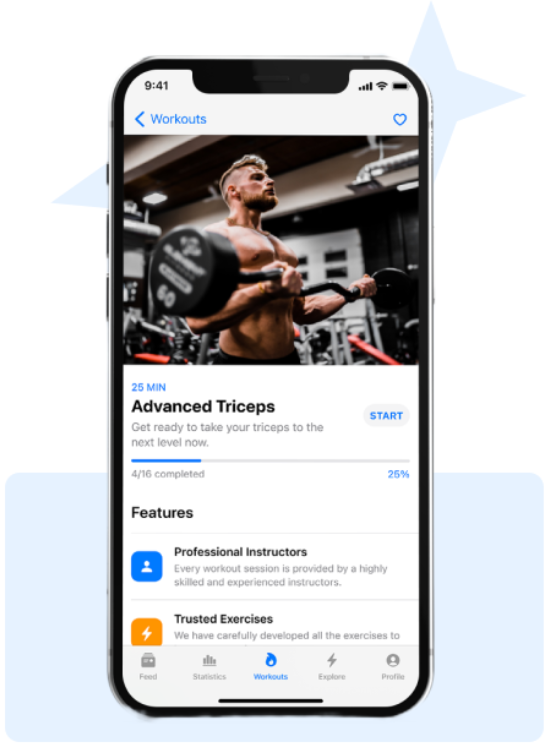 9:41
Workouts
60
25 MIN
Advanced Triceps
START
Get ready to take your triceps to the
next level now.
4/16 completed
25%
Features
Professional Instructors
Every workout session is provided by a highly
skilled and experienced instructors.
Trusted Exercises
We have carefully developed all the exercises to
Feed
Statistics
Workouts
Explore
Profile